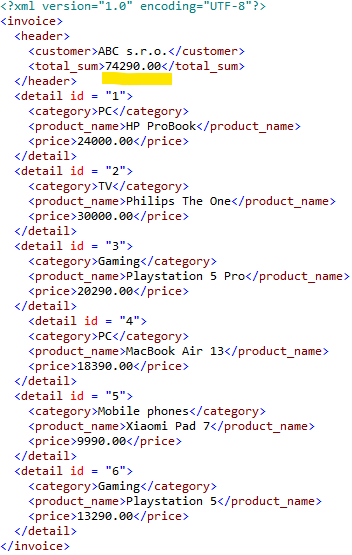 <?xml version="1.0" encoding="UTF-8"?>
<invoice>
<header>
<customer>ABC s.r.o.</customer>
<total_sum>74290.00</total_sum>
</header>
<detail id = "1">
<category>PC</category>
<product_name>HP ProBook</product_name>
<price>24000.00</price>
</detail>
<detail id = "2">
<category>TV</category>
<product_name>Philips The One</product_name>
<price>30000.00</price>
</detail>
<detail id = "3">
<category>Gaming</category>
<product_name>Playstation 5 Pro</product_name>
<price>20290.00</price>
</detail>
<detail id = "4">
<category>PC</category>
<product_name>MacBook Air 13</product_name>
<price>18390.00</price>
</detail>
<detail id = "5">
<category>Mobile phones</category>
<product_name>Xiaomi Pad 7</product_name>
<price>9990.00</price>
</detail>
<detail id = "6">
<category>Gaming</category>
<product_name>Playstation 5</product_name>
<price>13290.00</price>
</detail>
</invoice>